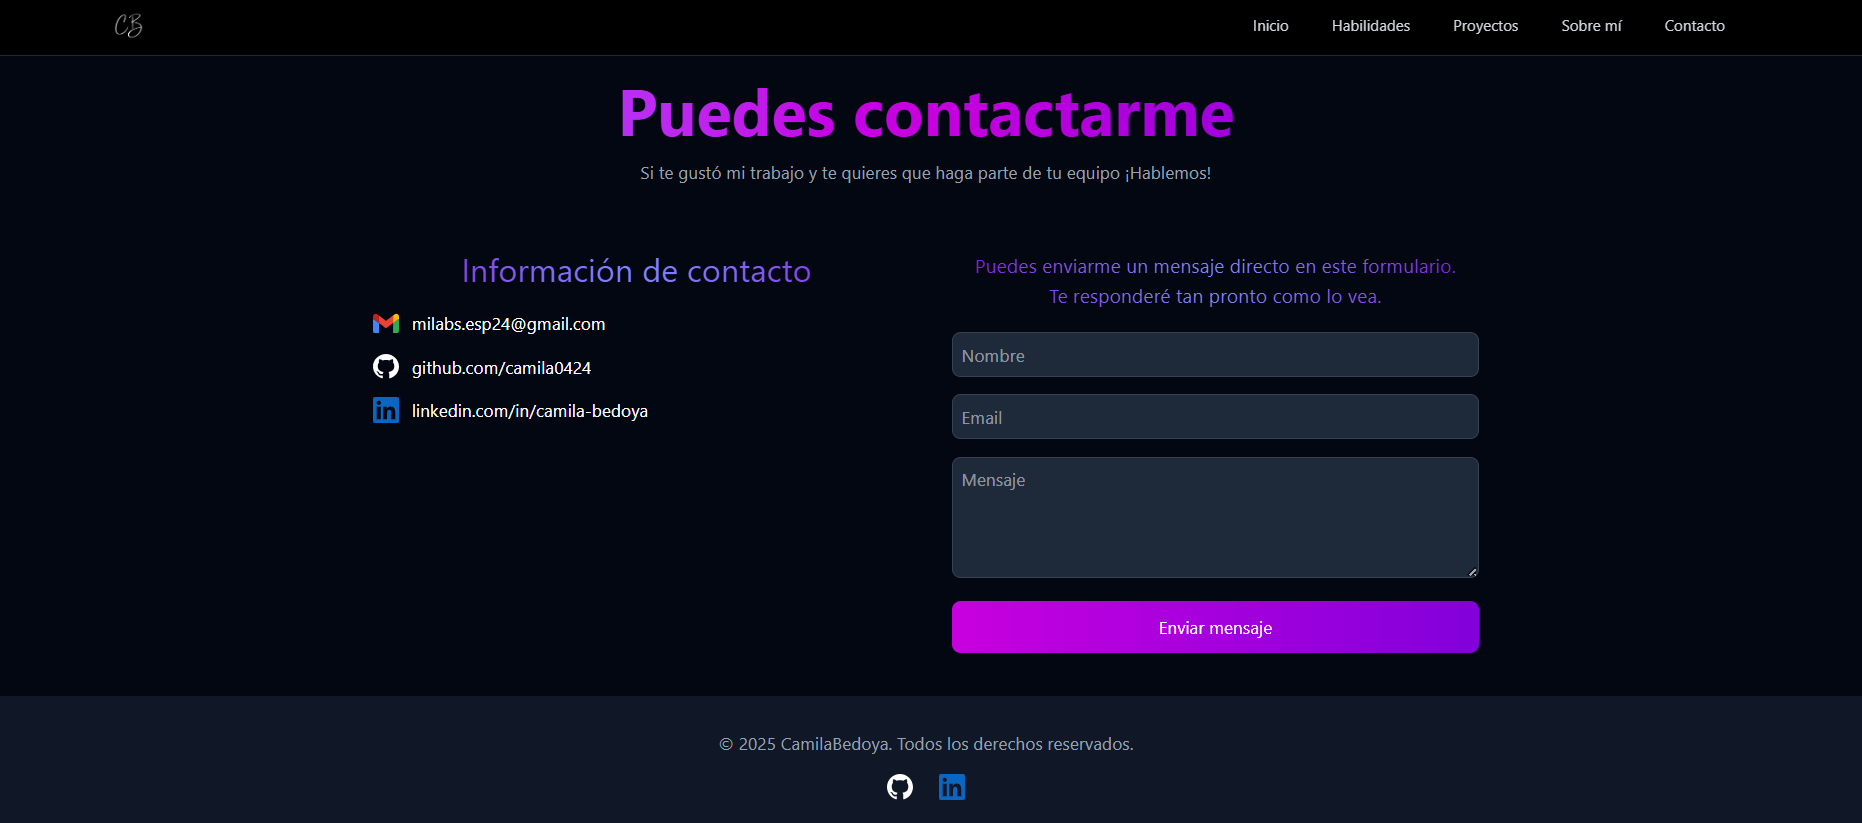 CB
Inicio
Habilidades
Proyectos
Sobre mí
Contacto
Puedes contactarme
Si te gustó mi trabajo y te quieres que haga parte de tu equipo ¡Hablemos!
Información de contacto
milabs.esp24@gmail.com
github.com/camila0424
linkedin.com/in/camila-bedoya
Puedes enviarme un mensaje directo en este formulario.
Te responderé tan pronto como lo vea.
Nombre
Email
Mensaje
Enviar mensaje
© 2025 CamilaBedoya. Todos los derechos reservados.